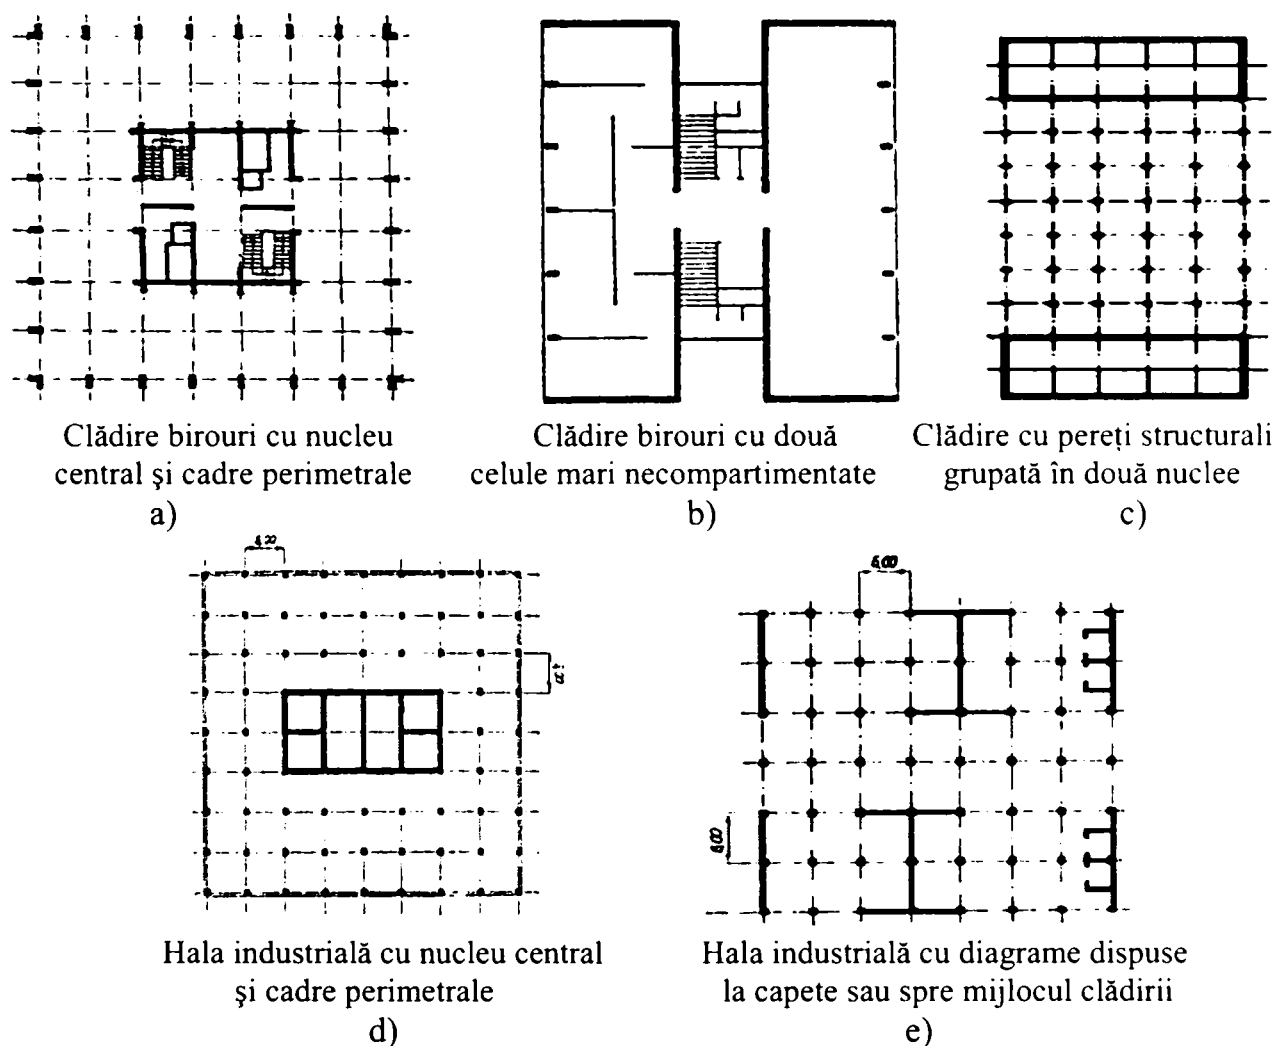 Clădire birouri cu nucleu
central şi cadre perimetrale
a)
Clădire birouri cu două
celule mari necompartimentate
b)
Clădire cu pereți structurali
grupată în două nuclee
c)
6,00
Hala industrială cu nucleu central
şi cadre perimetrale
d)
6,00
Hala industrială cu diagrame dispuse
la capete sau spre mijlocul clădirii
e)